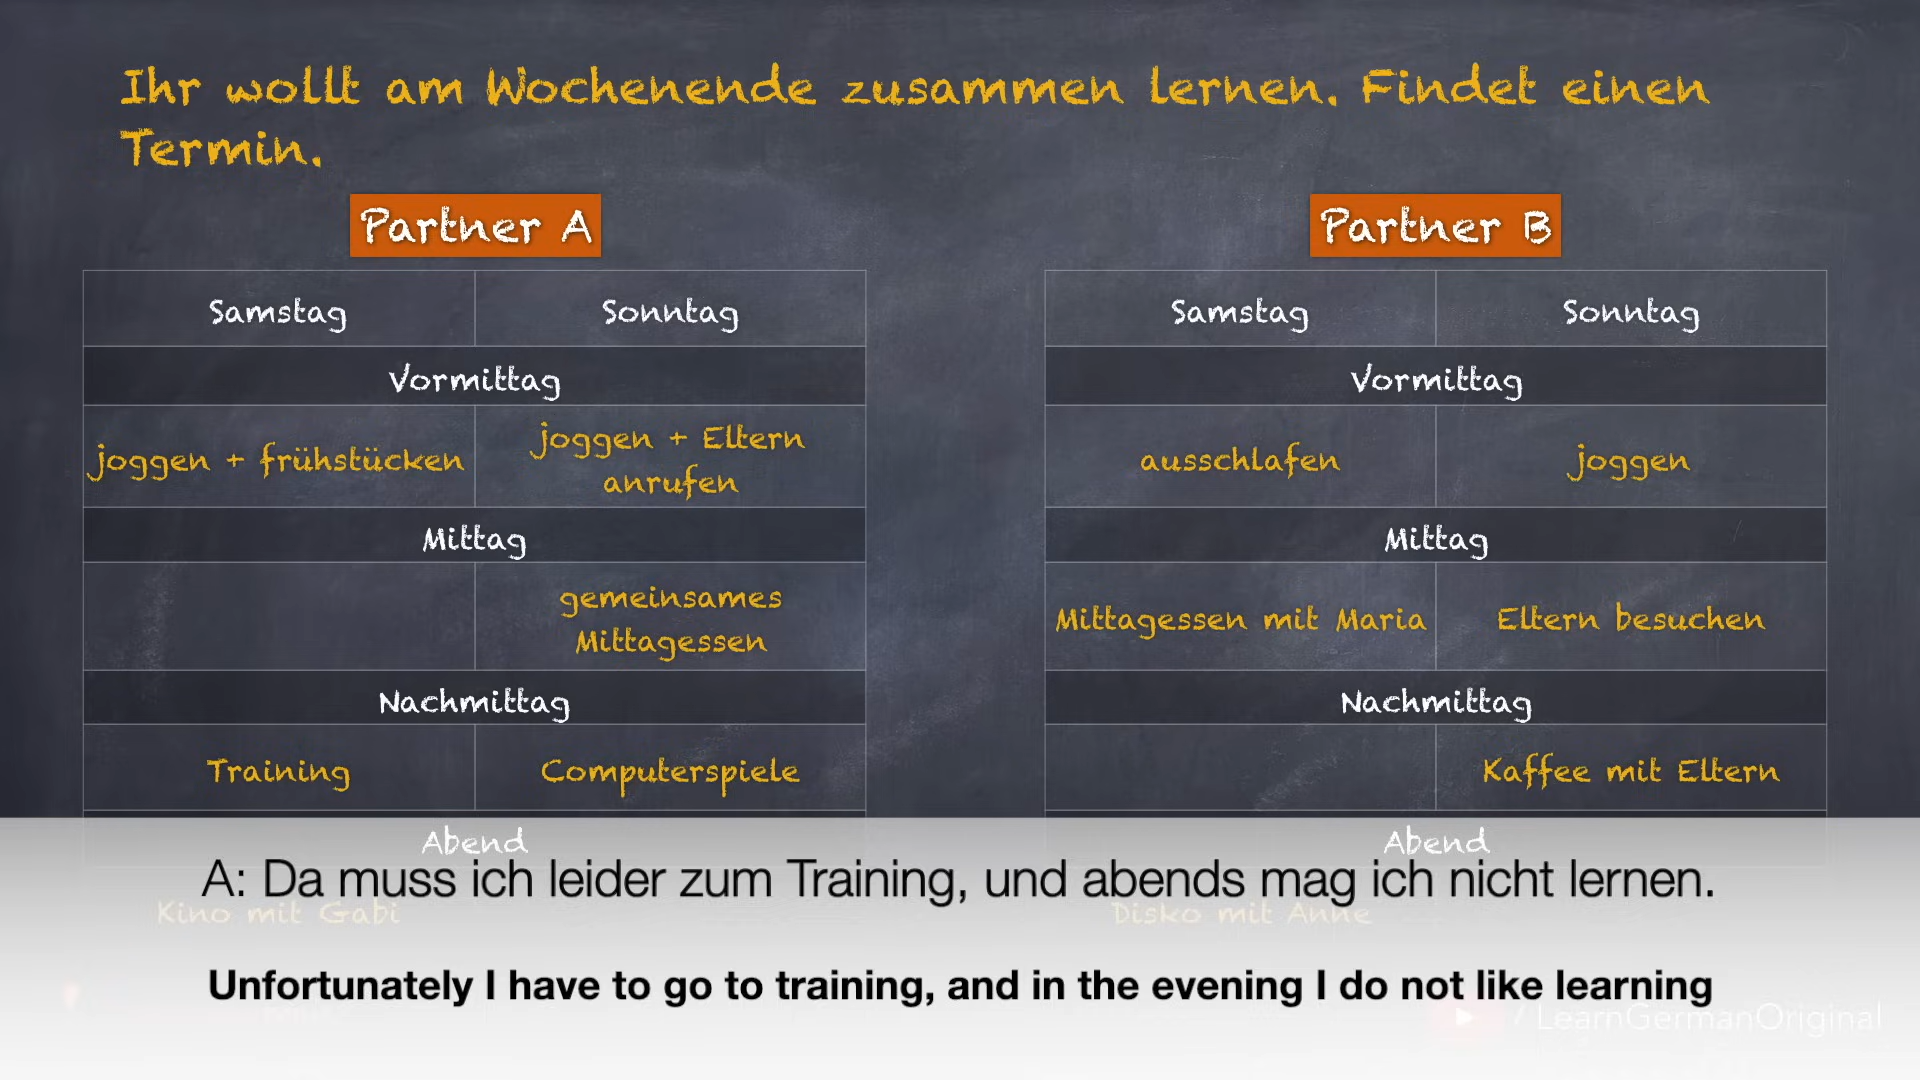 Ihr wollt am Wochenende zusammen lernen. Findet einen
Termin.
Partner A
Samstag
Sonntag
Vormittag
joggen + frühstücken
joggen + Eltern
anrufen
Mittag
gemeinsames
Mittagessen
Nachmittag
Training
Computerspiele
Abend
Kino mit Gabi
Partner B
Samstag
Sonntag
Vormittag
ausschlafen
joggen
Mittag
Mittagessen mit Maria
Eltern besuchen
Nachmittag
Kaffee mit Eltern
Abend
Disko mit Anne
A: Da muss ich leider zum Training, und abends mag ich nicht lernen.
Unfortunately I have to go to training, and in the evening I do not like learning
/LearnGermanOriginal